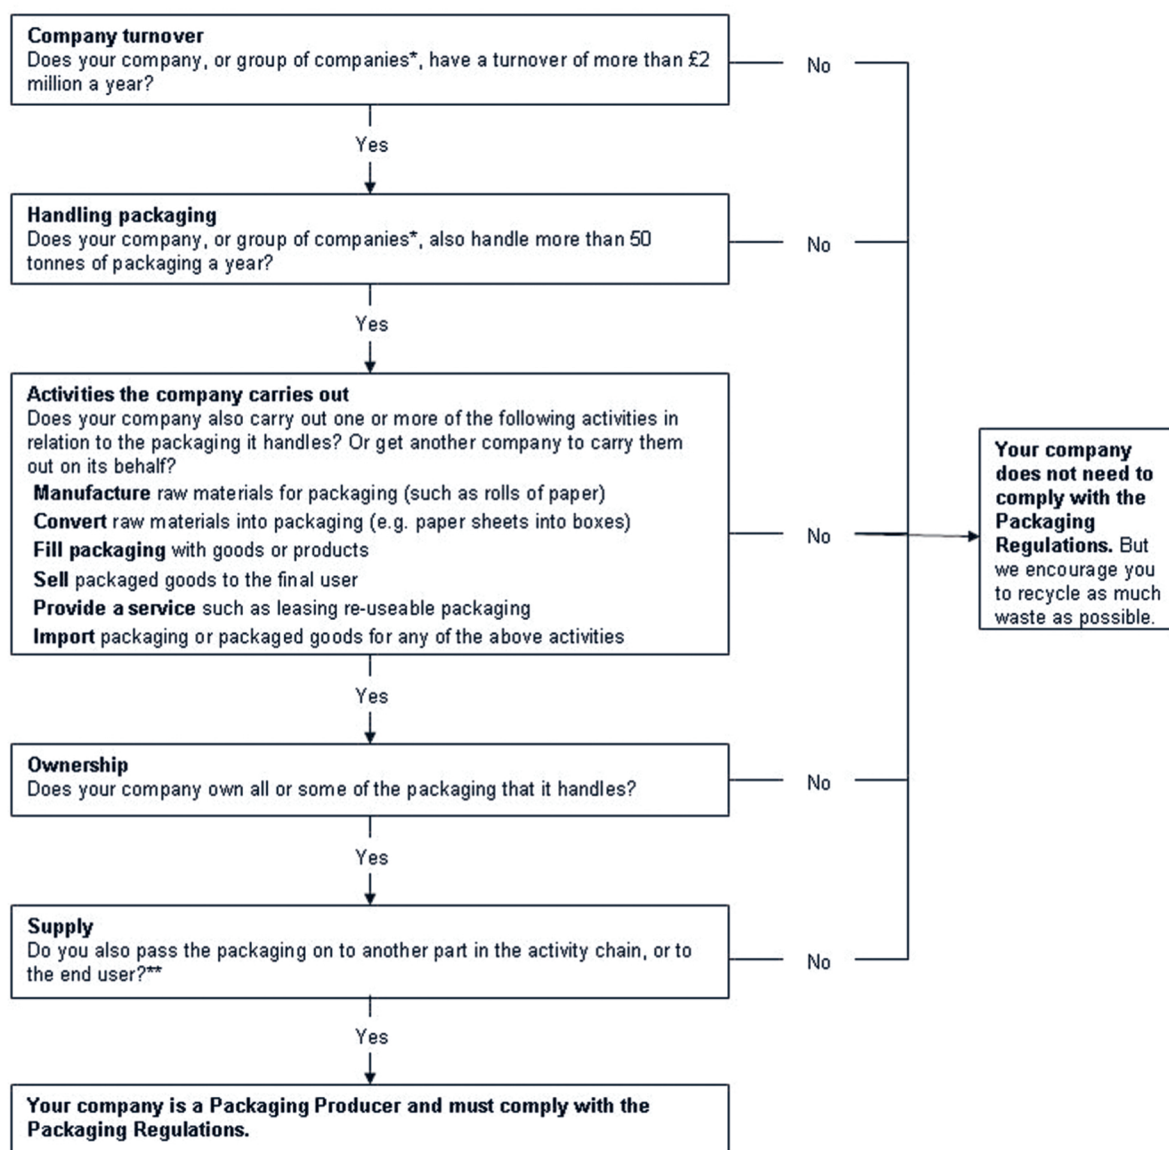 Company turnover
Does your company, or group of companies*, have a turnover of more than £2
million a year?
No
Yes
Handling packaging
Does your company, or group of companies*, also handle more than 50
tonnes of packaging a year?
No
Yes
Activities the company carries out
Does your company also carry out one or more of the following activities in
relation to the packaging it handles? Or get another company to carry them
out on its behalf?
Manufacture raw materials for packaging (such as rolls of paper)
Convert raw materials into packaging (e.g. paper sheets into boxes)
Fill packaging with goods or products
Sell packaged goods to the final user
Provide a service such as leasing re-useable packaging
Import packaging or packaged goods for any of the above activities
No
Your company
does not need to
comply with the
Packaging
Regulations. But
we encourage you
to recycle as much
waste as possible.
Yes
Ownership
Does your company own all or some of the packaging that it handles?
No
Yes
Supply
Do you also pass the packaging on to another part in the activity chain, or to
the end user?**
No
Yes
Your company is a Packaging Producer and must comply with the
Packaging Regulations.